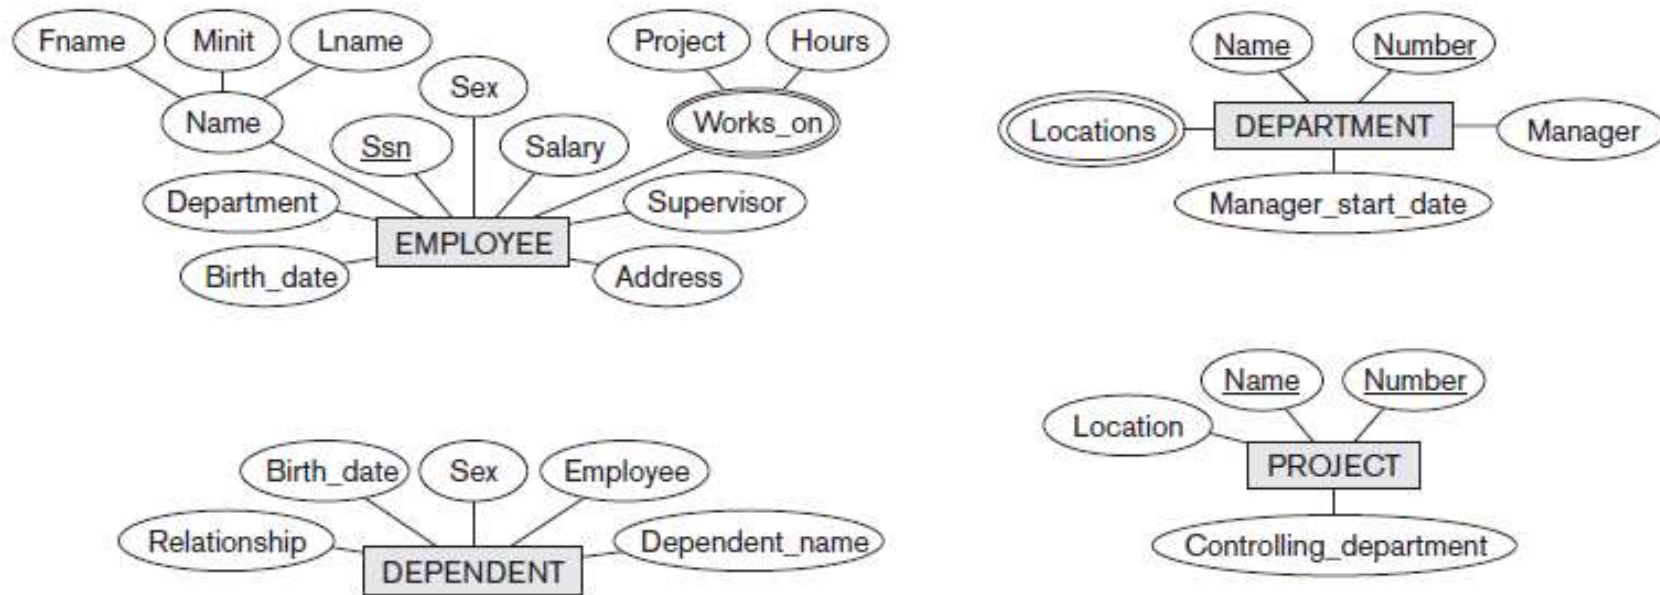 Fname
Minit
Lname
Project
Hours
Name
Number
Sex
Name
Works_on
Locations
DEPARTMENT
Manager
Ssn
Salary
Department
Supervisor
Manager_start_date
EMPLOYEE
Birth_date
Address
Name
Number
Location
PROJECT
Birth_date
Sex
Employee
Relationship
Dependent_name
Controlling_department
DEPENDENT